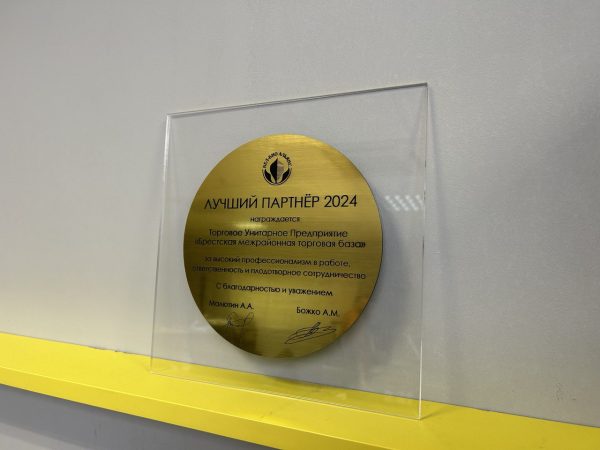 ЛУЧШИЙ ПАРТНЁР 2024
награждается
Торговое Унитарное Предприятие
«Брестская межрайонная торговая база»
за высокий профессионализм в работе,
ответственность и плодотворное сотрудничество
С благодарностью и уважением
Малютин А.А.
Божко А.М.